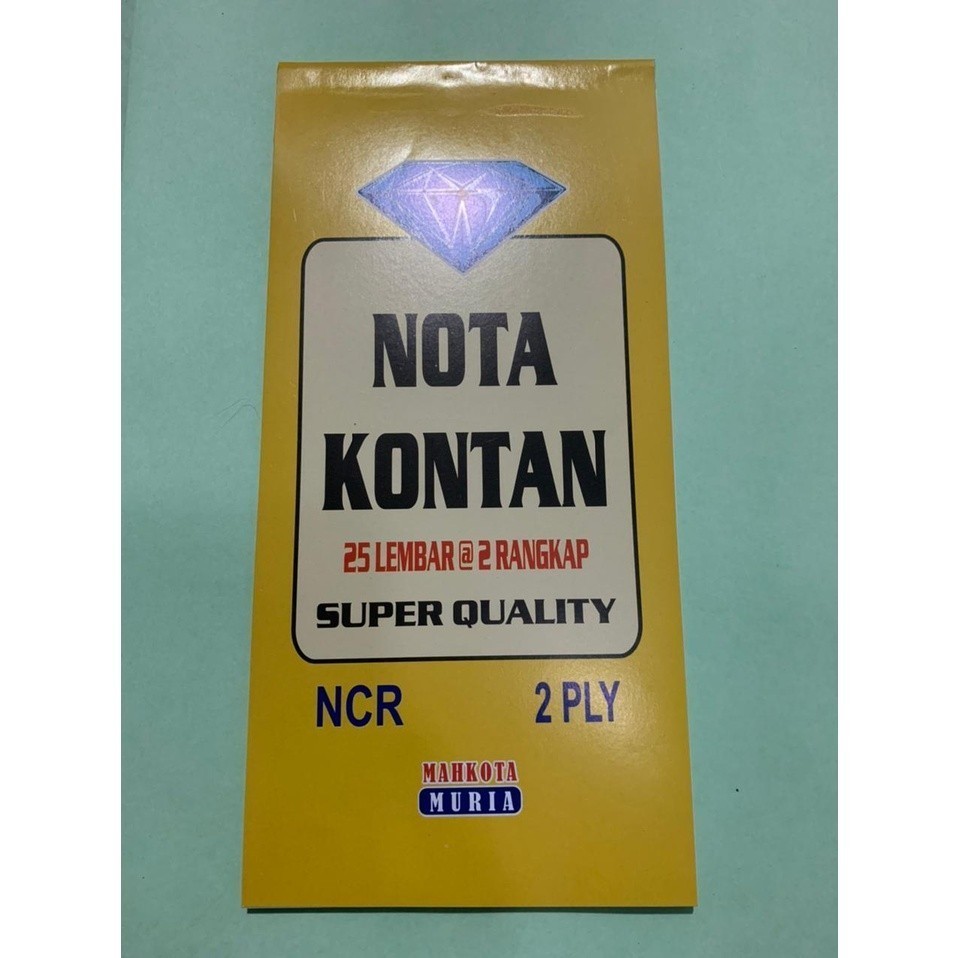 NOTA
KONTAN
25 LEMBAR @ 2 RANGKAP
SUPER QUALITY
NCR 2 PLY
MAHKOTA
MURIA